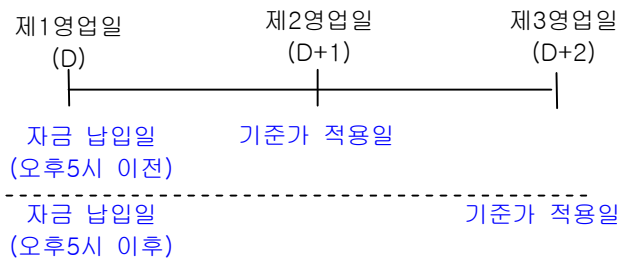 제1영업일 제2영업일 제3영업일
(D) (D+1) (D+2)
자금 납입일 기준가 적용일
(오후5시 이전)
자금 납입일 기준가 적용일
(오후5시 이후)